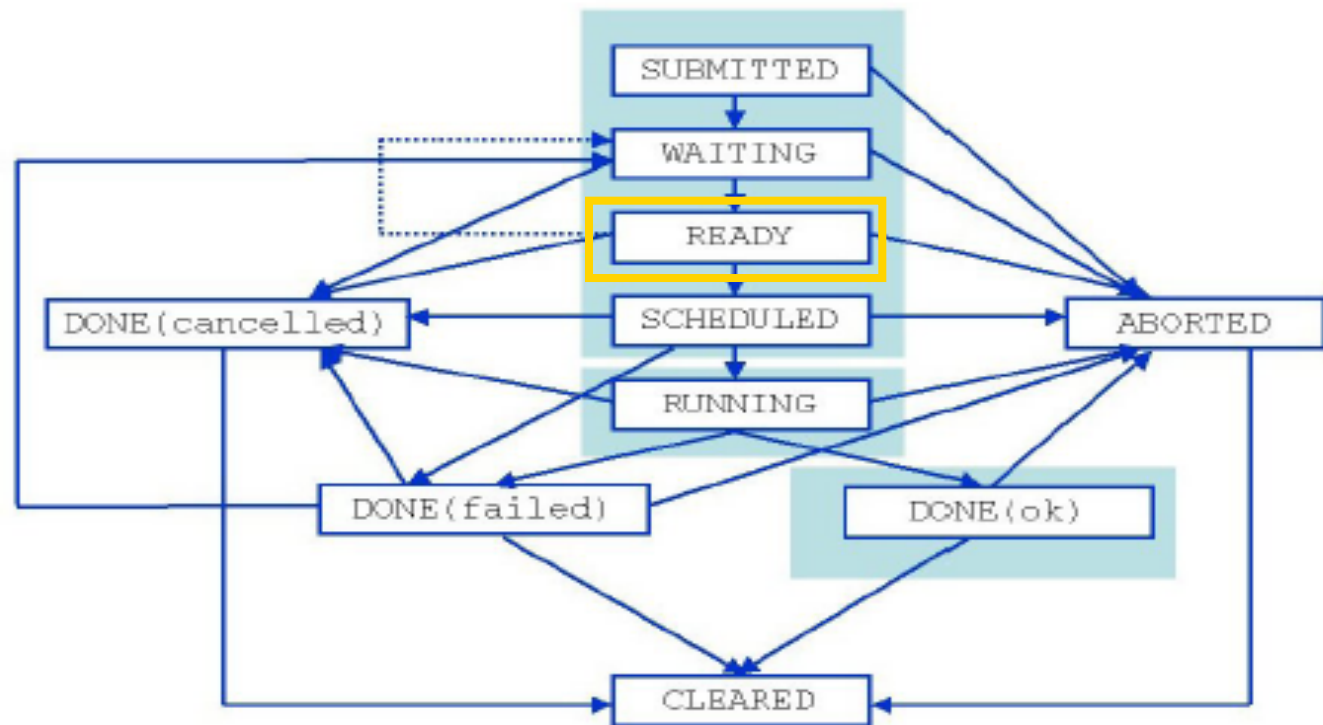 SUBMITTED
WAITING
READY
DONE(cancelled)
SCHEDULED
ABORTED
RUNNING
DONE(failed)
DONE(ok)
CLEARED